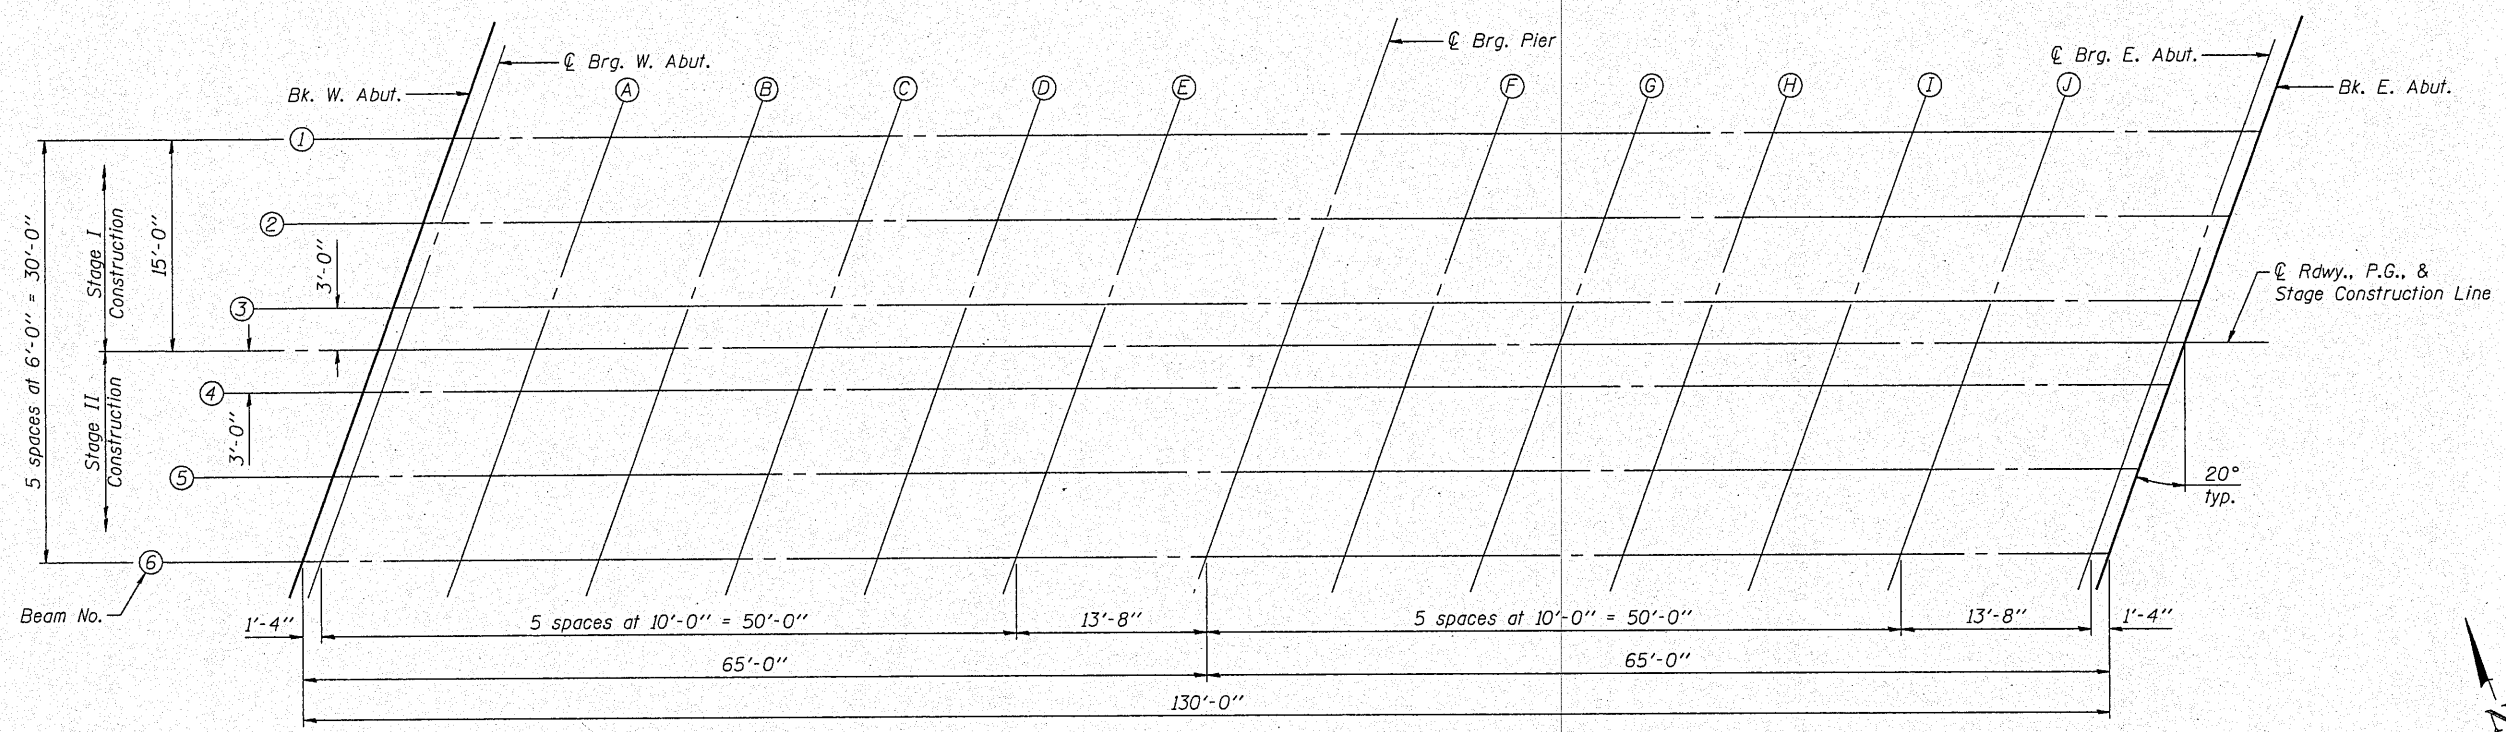 ℄ Brg. W. Abut.
Bk. W. Abut.
℄ Brg. Pier
℄ Brg. E. Abut.
Bk. E. Abut.
A
B
C
D
E
F
G
H
I
J
1
2
3
4
5
6
5 spaces at 6'-0" = 30'-0"
Stage I
Construction
Stage II
Construction
15'-0"
3'-0"
3'-0"
℄ Rdwy., P.G., &
Stage Construction Line
20°
typ.
Beam No.
1'-4"
5 spaces at 10'-0" = 50'-0"
13'-8"
5 spaces at 10'-0" = 50'-0"
13'-8"
1'-4"
65'-0"
65'-0"
130'-0"
N